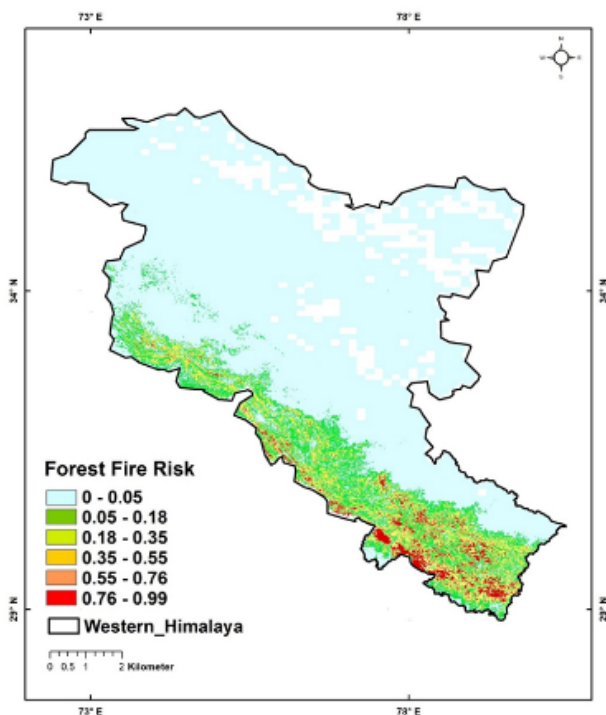 73° E 78° E
N
W E
S
34° N 34° N
Forest Fire Risk
0 - 0.05
0.05 - 0.18
0.18 - 0.35
0.35 - 0.55
0.55 - 0.76
0.76 - 0.99
Western_Himalaya
29° N 29° N
0 0.5 1 2 Kilometer
73° E 78° E